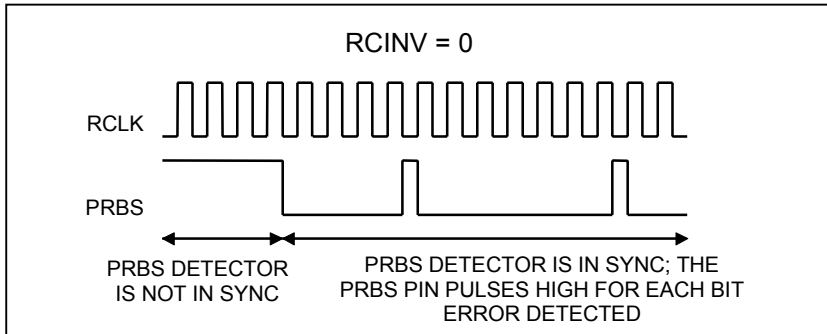 RCINV = 0
RCLK
PRBS
PRBS DETECTOR
IS NOT IN SYNC
PRBS DETECTOR IS IN SYNC; THE
PRBS PIN PULSES HIGH FOR EACH BIT
ERROR DETECTED